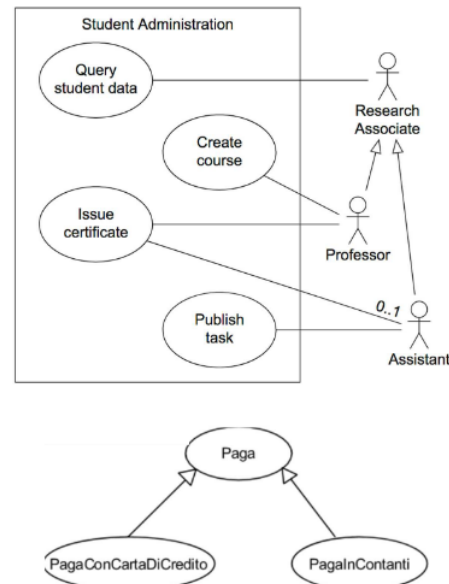 Student Administration
Query
student data
Research
Associate
Create
course
Issue
certificate
Professor
0..1
Publish
task
Assistant
Paga
PagaConCartaDiCredito
PagaInContanti